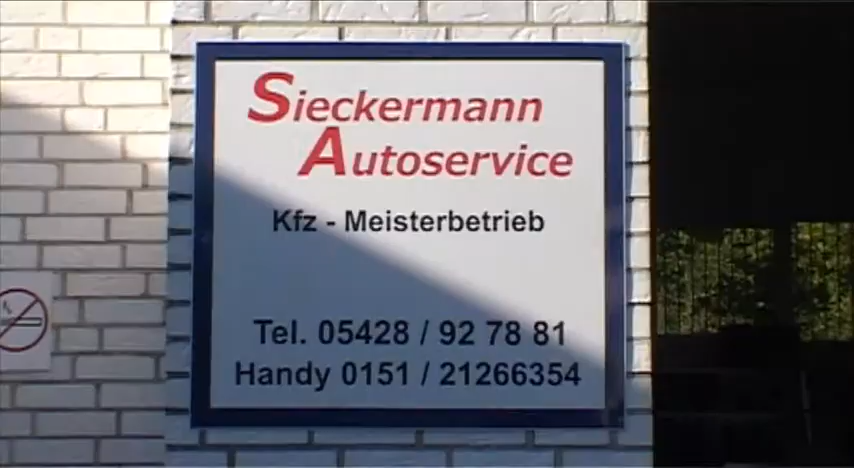 Sieckermann
Autoservice
Kfz - Meisterbetrieb
Tel. 05428 / 92 78 81
Handy 0151 / 21266354